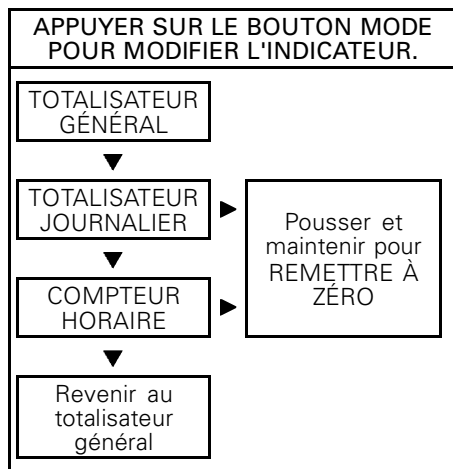 APPUYER SUR LE BOUTON MODE
POUR MODIFIER L'INDICATEUR.
TOTALISATEUR
GÉNÉRAL
TOTALISATEUR
JOURNALIER
Pousser et
maintenir pour
REMETTRE À
ZÉRO
COMPTEUR
HORAIRE
Revenir au
totalisateur
général